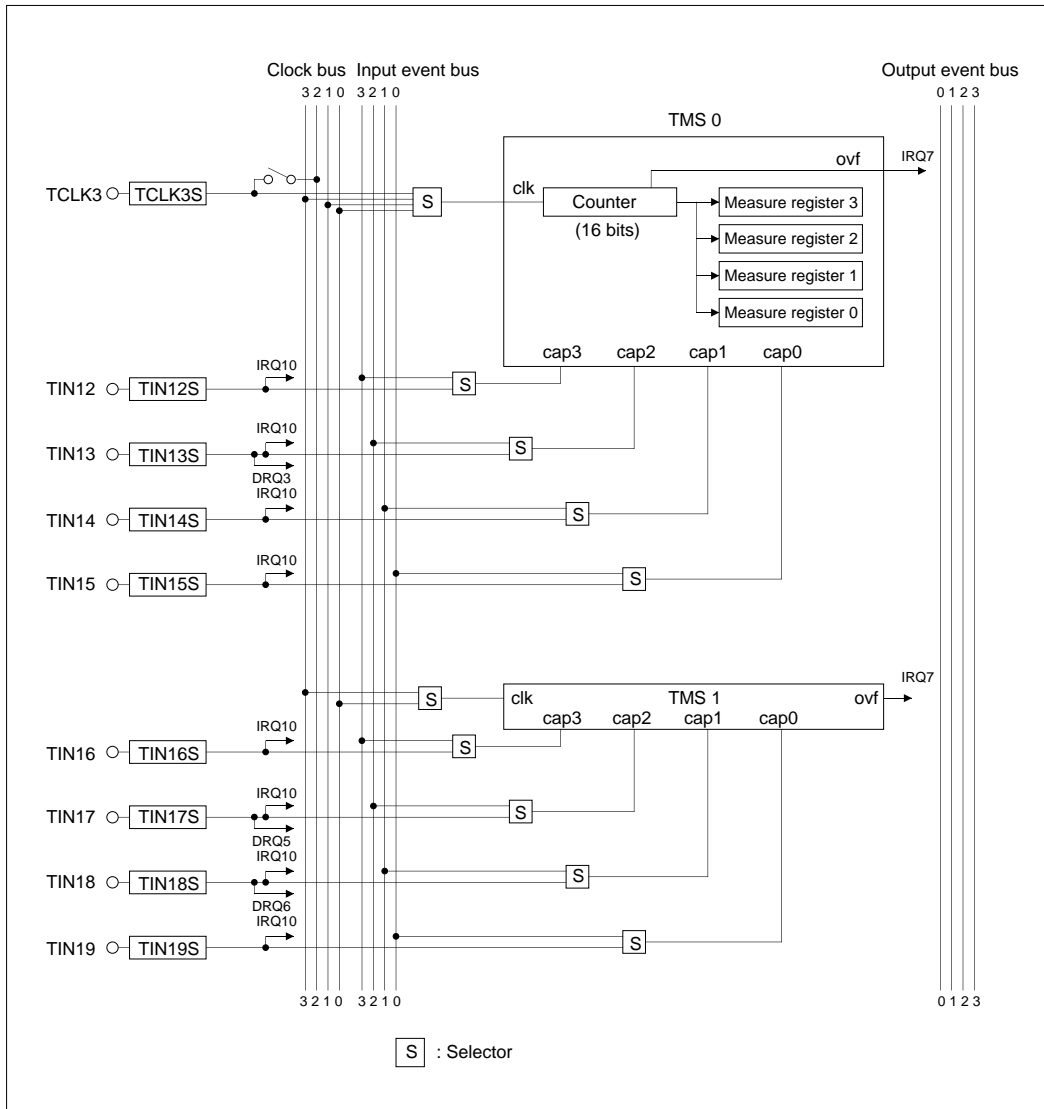 Clock bus Input event bus Output event bus
3 2 1 0 3 2 1 0 0 1 2 3
TMS 0
ovf IRQ7
TCLK3 TCLK3S S clk Counter Measure register 3
(16 bits) Measure register 2
Measure register 1
Measure register 0
cap3 cap2 cap1 cap0
IRQ10
TIN12 TIN12S S
IRQ10
TIN13 TIN13S S
DRQ3
IRQ10
TIN14 TIN14S S
IRQ10
TIN15 TIN15S S
IRQ7
S clk TMS 1 ovf
cap3 cap2 cap1 cap0
IRQ10
TIN16 TIN16S S
IRQ10
TIN17 TIN17S S
DRQ5
IRQ10
TIN18 TIN18S S
DRQ6
IRQ10
TIN19 TIN19S S
3 2 1 0 3 2 1 0 0 1 2 3
S : Selector